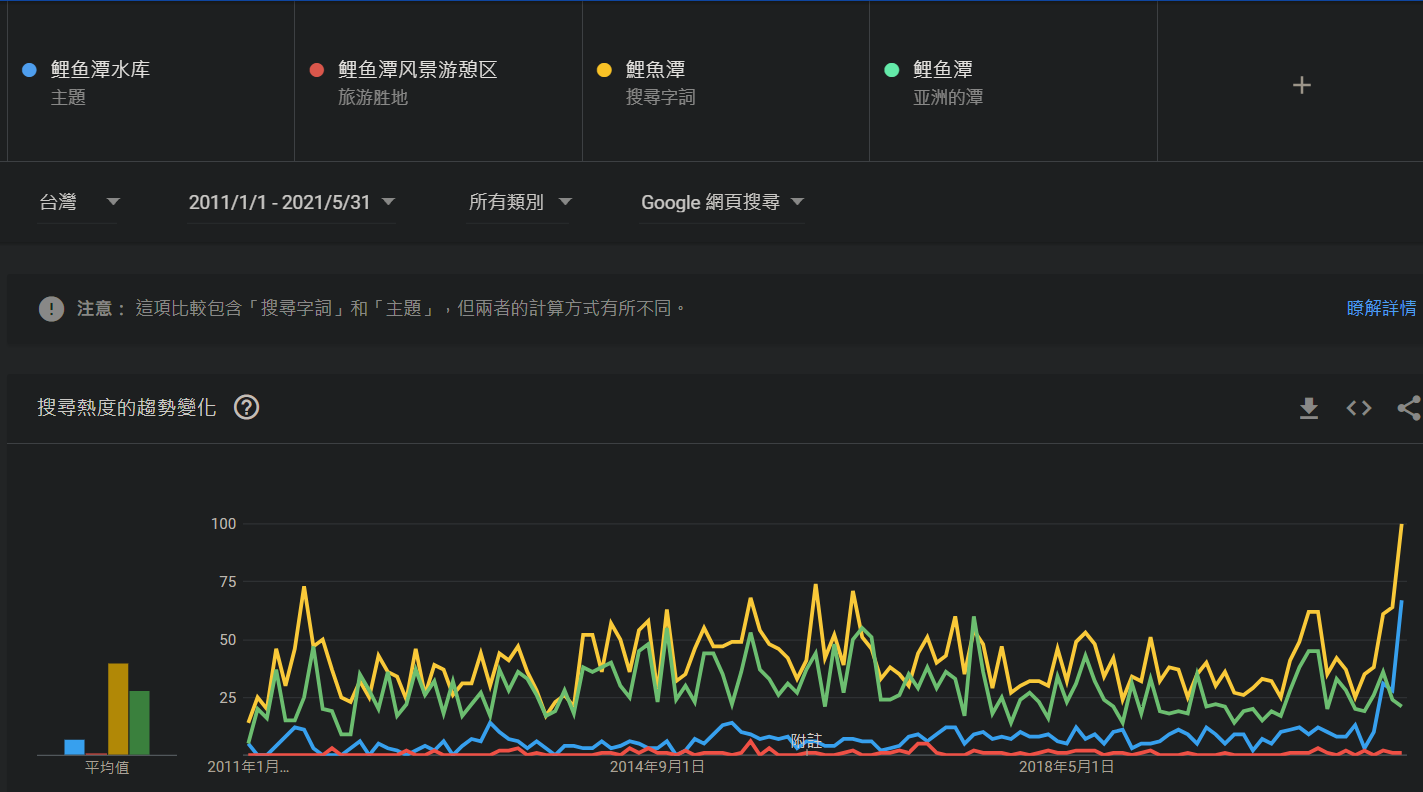 鲤鱼潭水库
主題
鲤鱼潭风景游憩区
旅游胜地
鯉魚潭
搜尋字詞
鲤鱼潭
亚洲的潭
+
台灣
2011/1/1 - 2021/5/31
所有類別
Google 網頁搜尋
注意： 這項比較包含「搜尋字詞」和「主題」，但兩者的計算方式有所不同。
瞭解詳情
搜尋熱度的趨勢變化
100
75
50
25
附註
平均值
2011年1月…
2014年9月1日
2018年5月1日